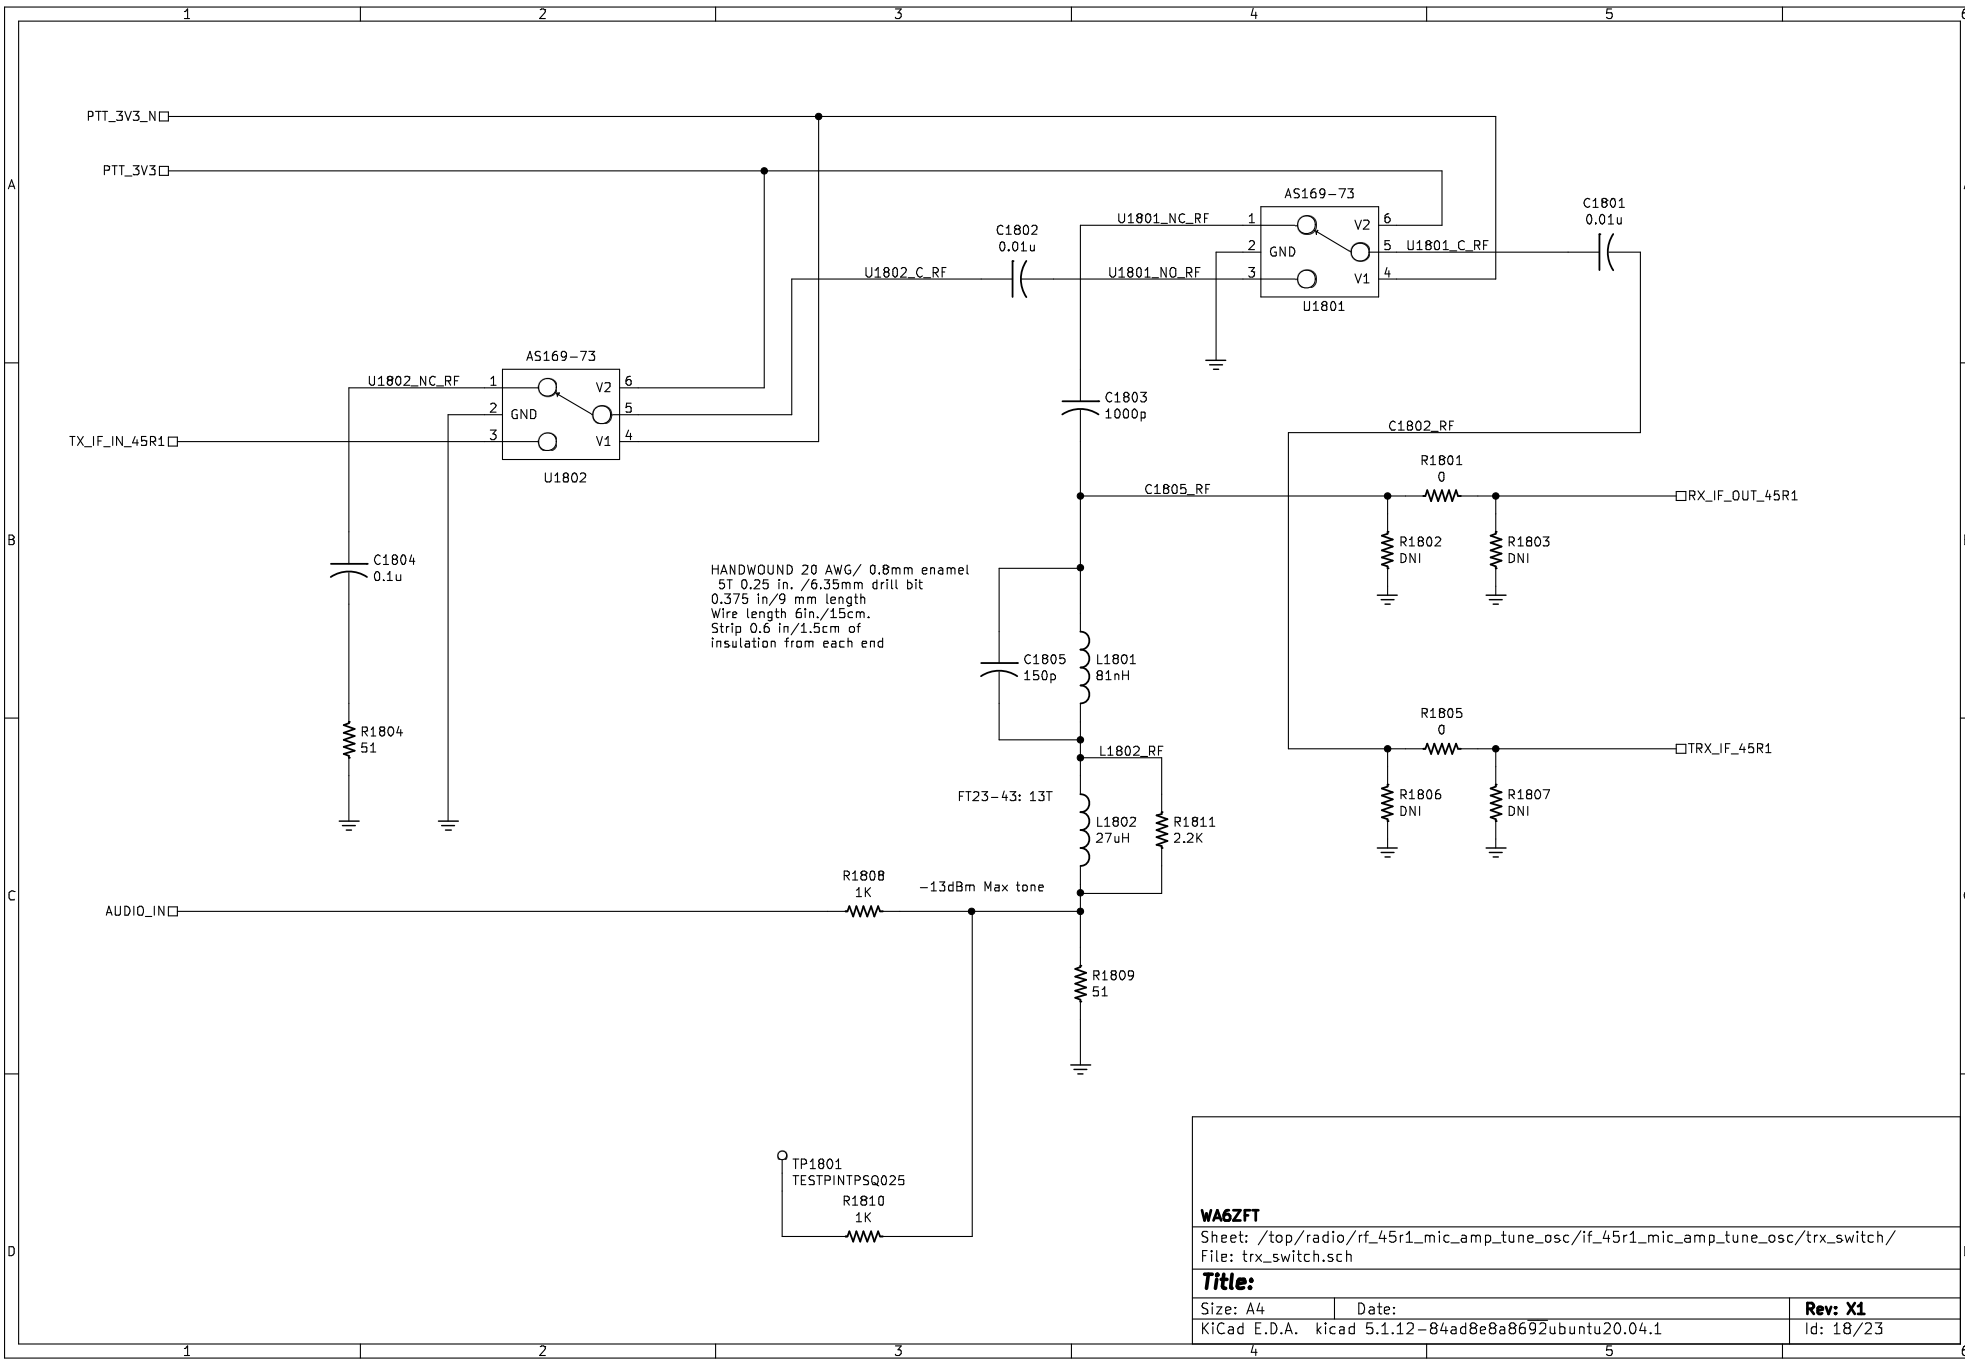 1 2 3 4 5 6
PTT_3V3_N
PTT_3V3
A
AS169-73
C1801
0.01u
U1801_NC_RF
1
V2
6
C1802
0.01u
2
GND
5
U1801_C_RF
U1802_C_RF
U1801_NO_RF
3
V1
4
U1801
AS169-73
U1802_NC_RF
1
V2
6
2
GND
5
TX_IF_IN_45R1
3
V1
4
U1802
C1803
1000p
C1802_RF
R1801
0
C1805_RF
RX_IF_OUT_45R1
B
R1802
DNI
R1803
DNI
C1804
0.1u
HANDWOUND 20 AWG/ 0.8mm enamel
5T 0.25 in. /6.35mm drill bit
0.375 in/9 mm length
Wire length 6in./15cm.
Strip 0.6 in/1.5cm of
insulation from each end
C1805
150p
L1801
81nH
R1804
51
R1805
0
L1802_RF
TRX_IF_45R1
FT23-43: 13T
R1806
DNI
R1807
DNI
L1802
27uH
R1811
2.2K
C
R1808
1K
-13dBm Max tone
AUDIO_IN
R1809
51
TP1801
TESTPINTPSQ025
R1810
1K
D
WA6ZFT
Sheet: /top/radio/rf_45r1_mic_amp_tune_osc/if_45r1_mic_amp_tune_osc/trx_switch/
File: trx_switch.sch
Title:
Size: A4 Date: Rev: X1
KiCad E.D.A. kicad 5.1.12-84ad8e8a8692ubuntu20.04.1 Id: 18/23
1 2 3 4 5 6